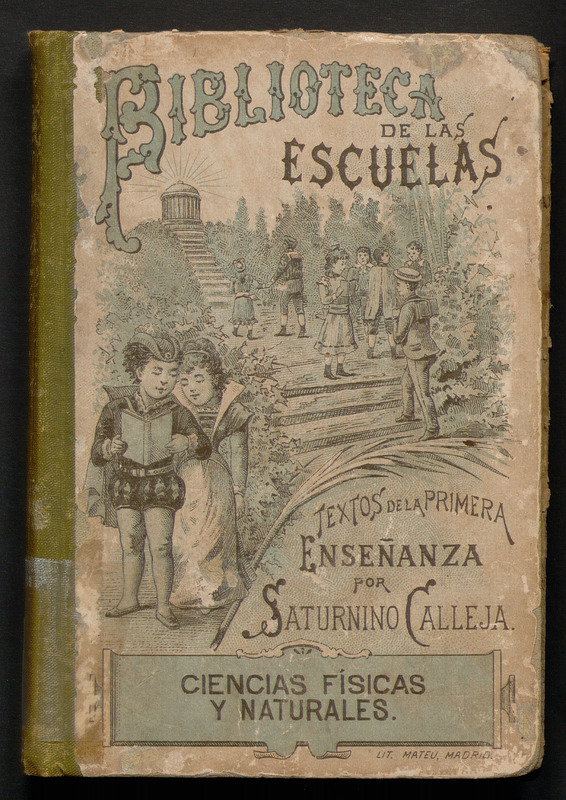 BIBLIOTECA
DE LAS
ESCUELAS
TEXTOS DE LA PRIMERA
ENSEÑANZA
POR
SATURNINO CALLEJA.
CIENCIAS FÍSICAS
Y NATURALES.
LIT. MATEU, MADRID.